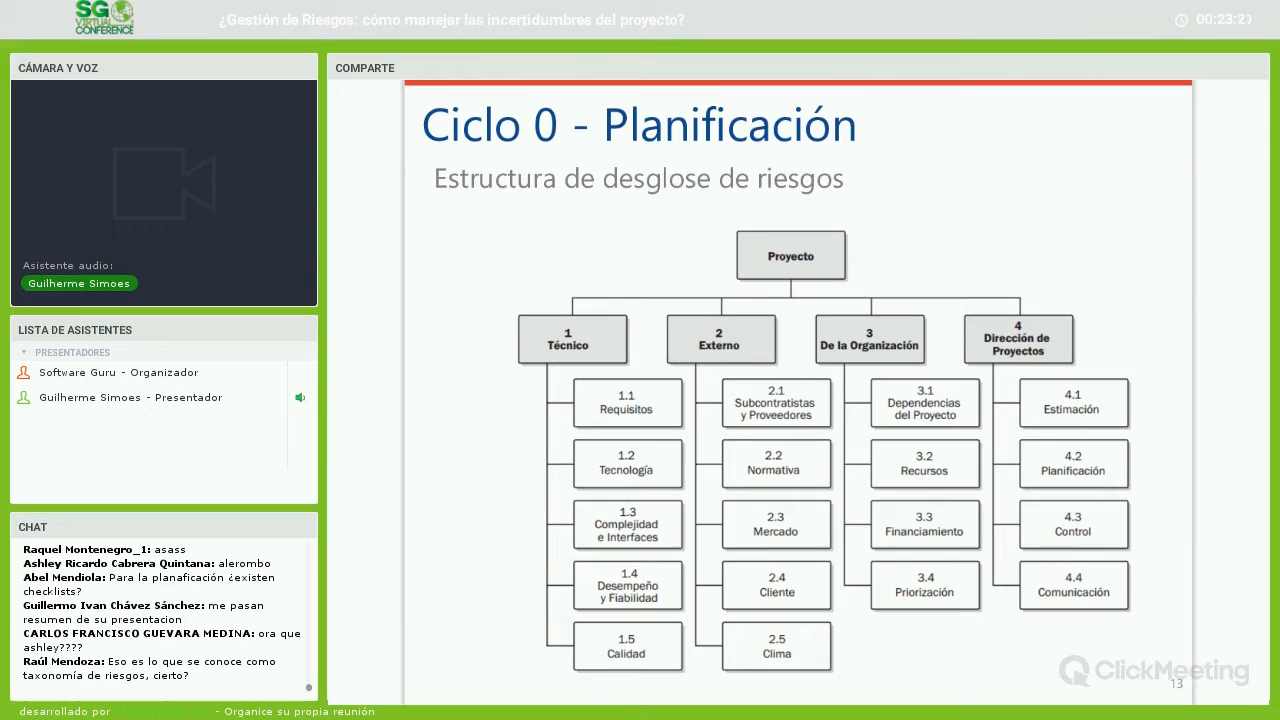 SG
VIRTUAL
CONFERENCE
¿Gestión de Riesgos: cómo manejar las incertidumbres del proyecto?
00:23:21
CÁMARA Y VOZ
Asistente audio:
Guilherme Simoes
LISTA DE ASISTENTES
PRESENTADORES
Software Guru - Organizador
Guilherme Simoes - Presentador
CHAT
Raquel Montenegro_1: asass
Ashley Ricardo Cabrera Quintana: alerombo
Abel Mendiola: Para la planaficación ¿existen
checklists?
Guillermo Ivan Chávez Sánchez: me pasan
resumen de su presentacion
CARLOS FRANCISCO GUEVARA MEDINA: ora que
ashley????
Raúl Mendoza: Eso es lo que se conoce como
taxonomía de riesgos, cierto?
desarrollado por
- Organice su propia reunión
COMPARTE
Ciclo 0 - Planificación
Estructura de desglose de riesgos
Proyecto
1
Técnico
1.1
Requisitos
1.2
Tecnología
1.3
Complejidad
e Interfaces
1.4
Desempeño
y Fiabilidad
1.5
Calidad
2
Externo
2.1
Subcontratistas
y Proveedores
2.2
Normativa
2.3
Mercado
2.4
Cliente
2.5
Clima
3
De la Organización
3.1
Dependencias
del Proyecto
3.2
Recursos
3.3
Financiamiento
3.4
Priorización
4
Dirección de
Proyectos
4.1
Estimación
4.2
Planificación
4.3
Control
4.4
Comunicación
ClickMeeting
13